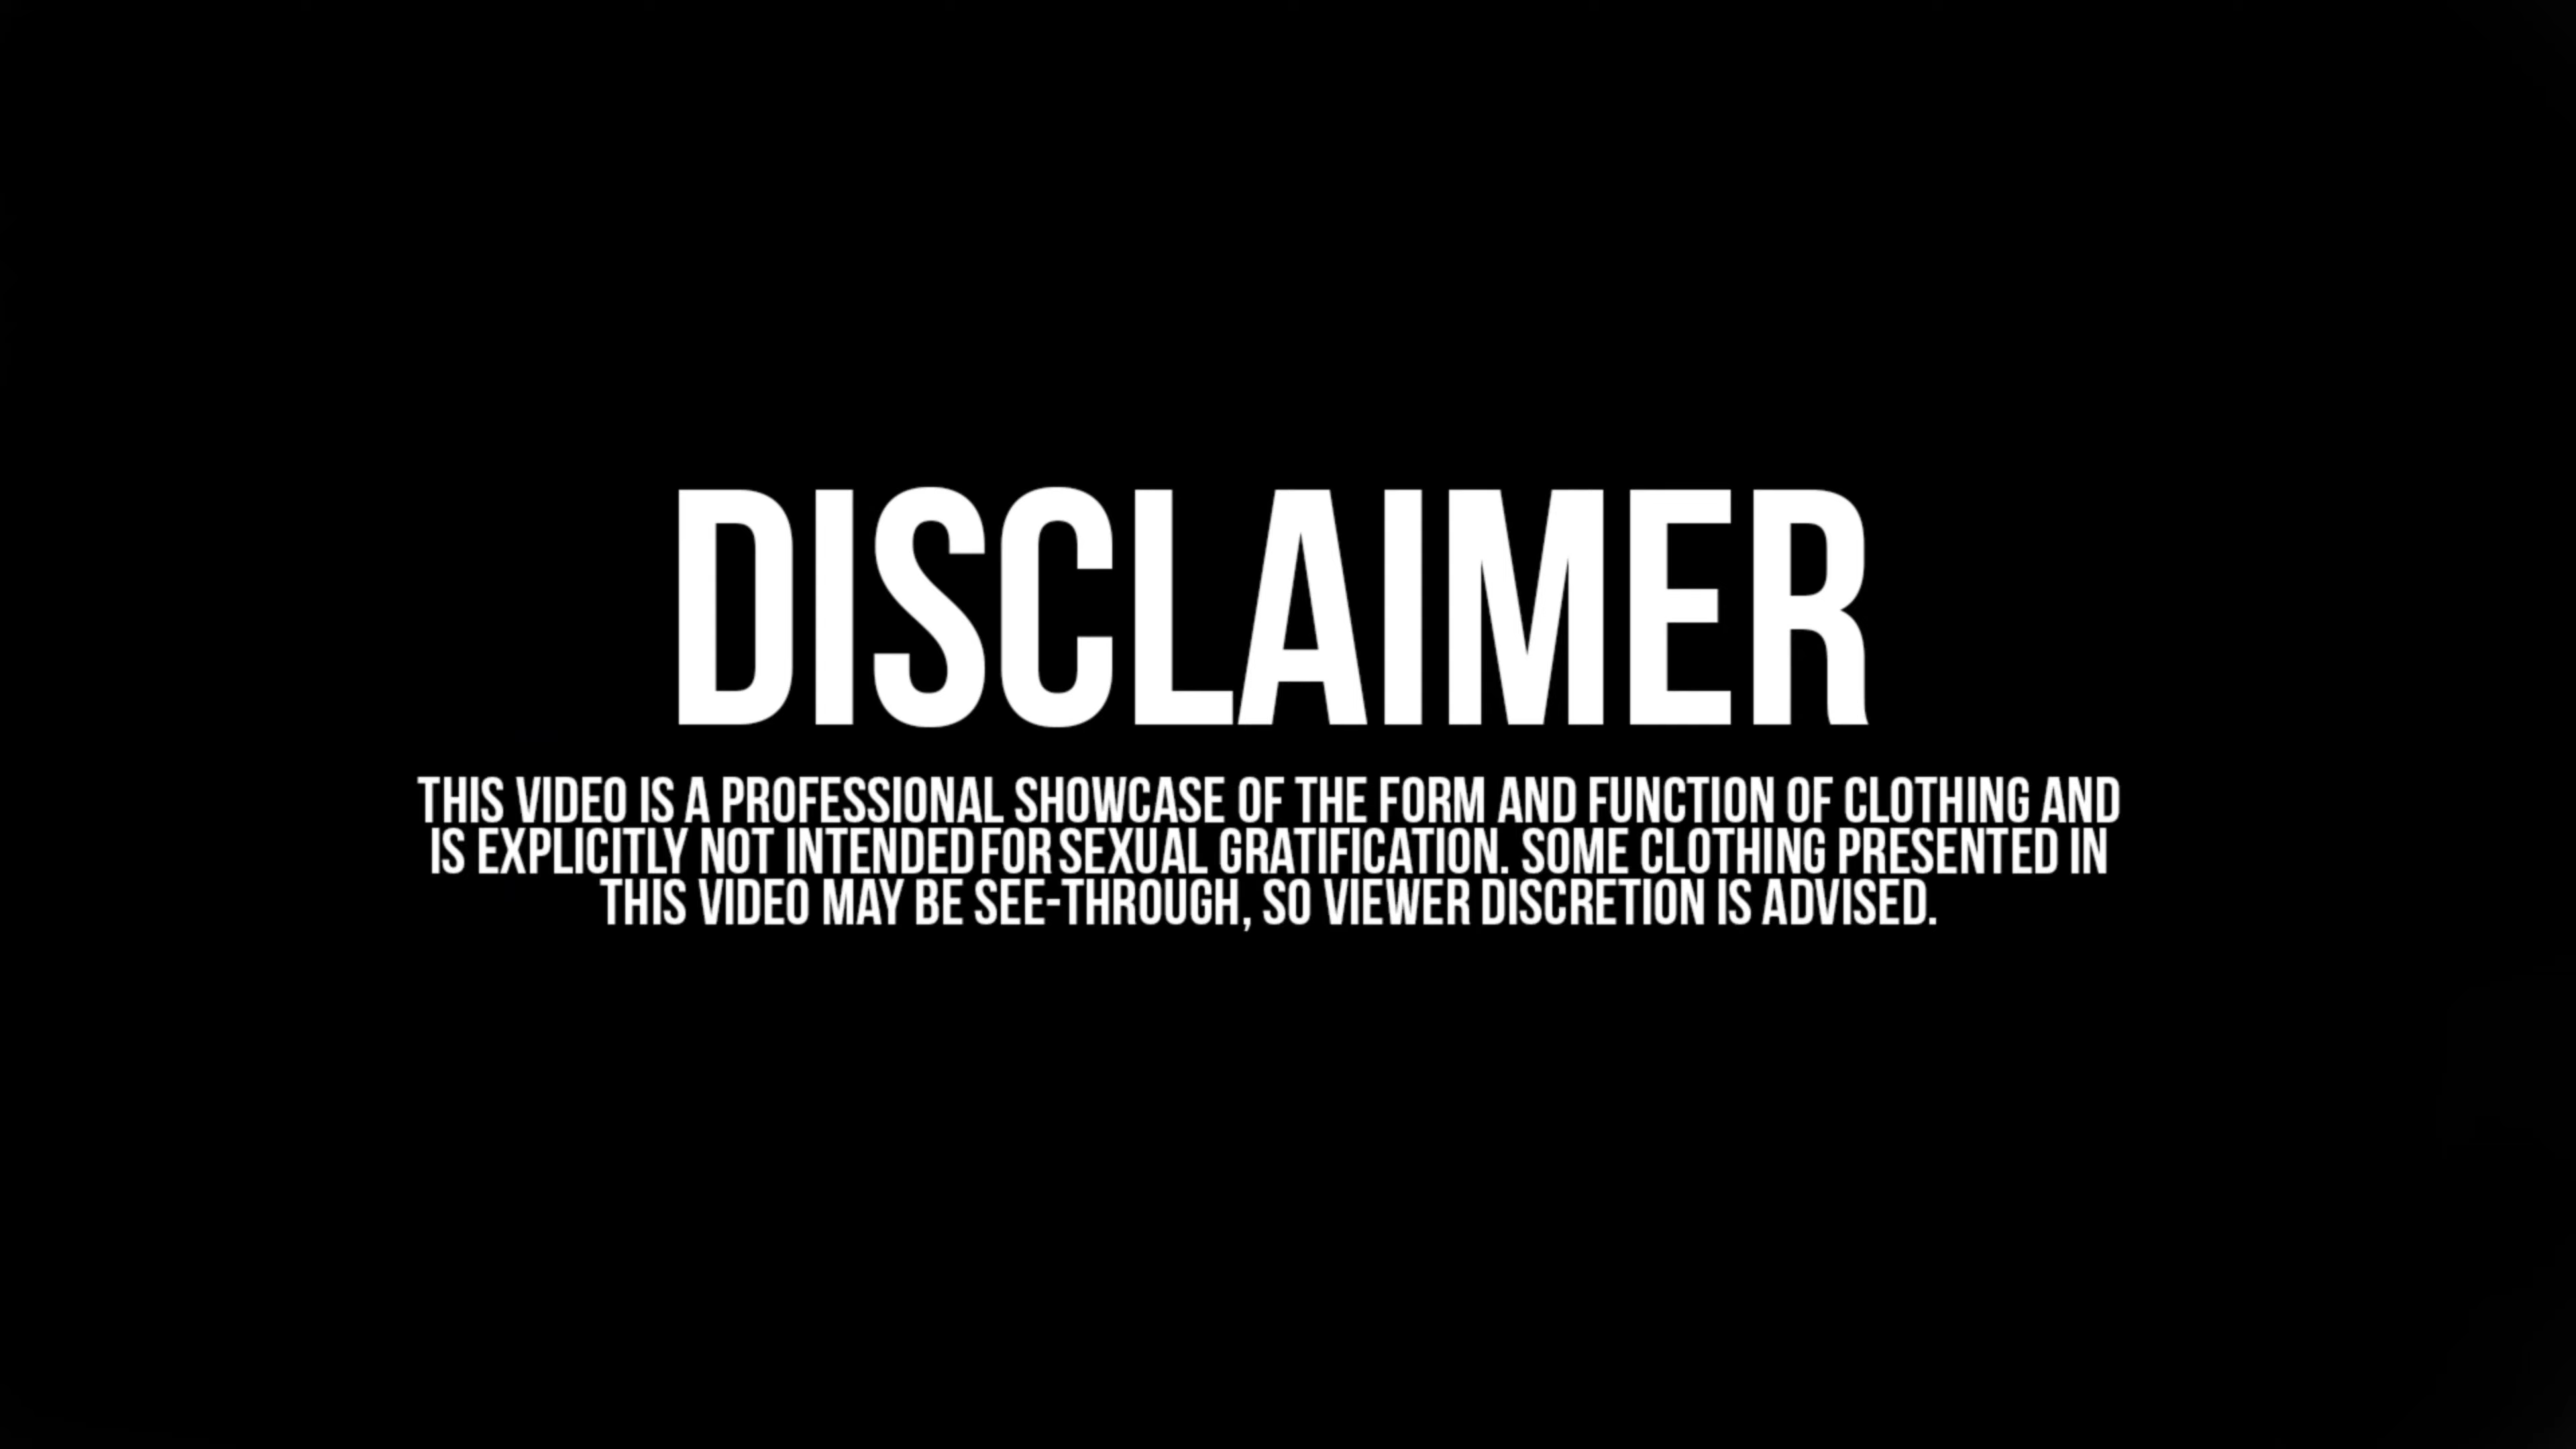 DISCLAIMER
THIS VIDEO IS A PROFESSIONAL SHOWCASE OF THE FORM AND FUNCTION OF CLOTHING AND
IS EXPLICITLY NOT INTENDED FOR SEXUAL GRATIFICATION. SOME CLOTHING PRESENTED IN
THIS VIDEO MAY BE SEE-THROUGH, SO VIEWER DISCRETION IS ADVISED.